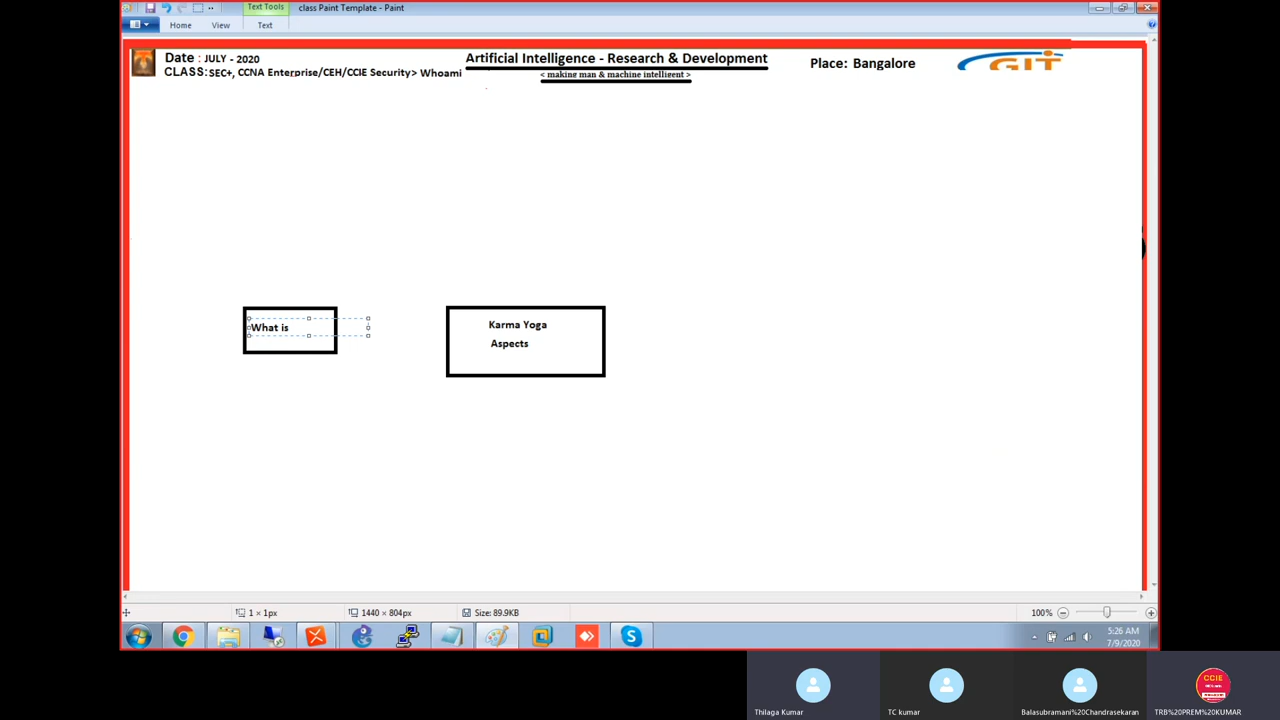 Text Tools
class Paint Template - Paint
Home
View
Text
Date : JULY - 2020
CLASS:SEC+, CCNA Enterprise/CEH/CCIE Security> Whoami
Artificial Intelligence - Research & Development
< making man & machine intelligent >
Place: Bangalore
GIT
What is
Karma Yoga
Aspects
1 × 1px
1440 × 804px
Size: 89.9KB
100%
5:26 AM
7/9/2020
Thilaga Kumar
TC kumar
Balasubramani%20Chandrasekaran
CCIE
TRB%20PREM%20KUMAR